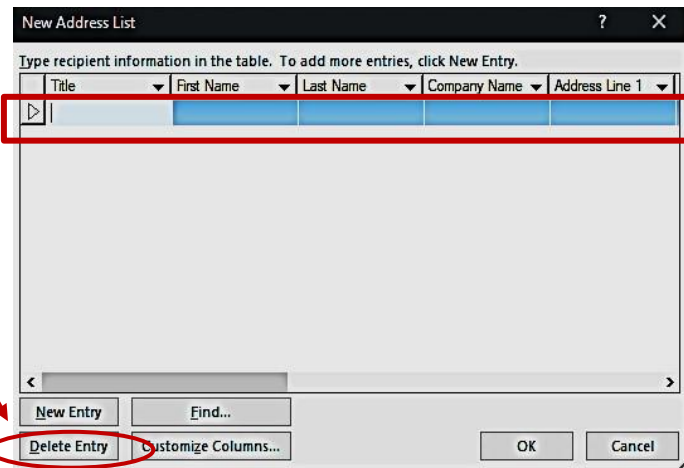 New Address List ? X
Type recipient information in the table. To add more entries, click New Entry.
Title First Name Last Name Company Name Address Line 1
New Entry Find...
Delete Entry Customize Columns... OK Cancel